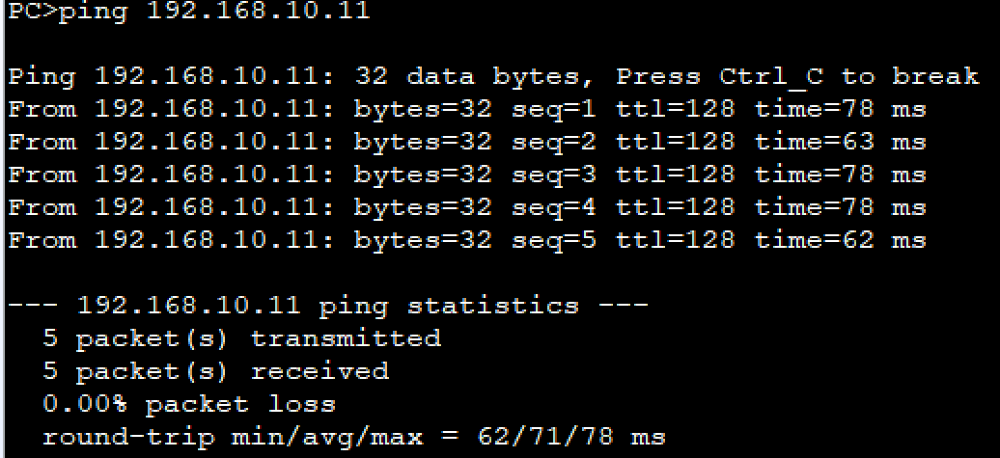 PC>ping 192.168.10.11
Ping 192.168.10.11: 32 data bytes, Press Ctrl_C to break
From 192.168.10.11: bytes=32 seq=1 ttl=128 time=78 ms
From 192.168.10.11: bytes=32 seq=2 ttl=128 time=63 ms
From 192.168.10.11: bytes=32 seq=3 ttl=128 time=78 ms
From 192.168.10.11: bytes=32 seq=4 ttl=128 time=78 ms
From 192.168.10.11: bytes=32 seq=5 ttl=128 time=62 ms
--- 192.168.10.11 ping statistics ---
5 packet(s) transmitted
5 packet(s) received
0.00% packet loss
round-trip min/avg/max = 62/71/78 ms